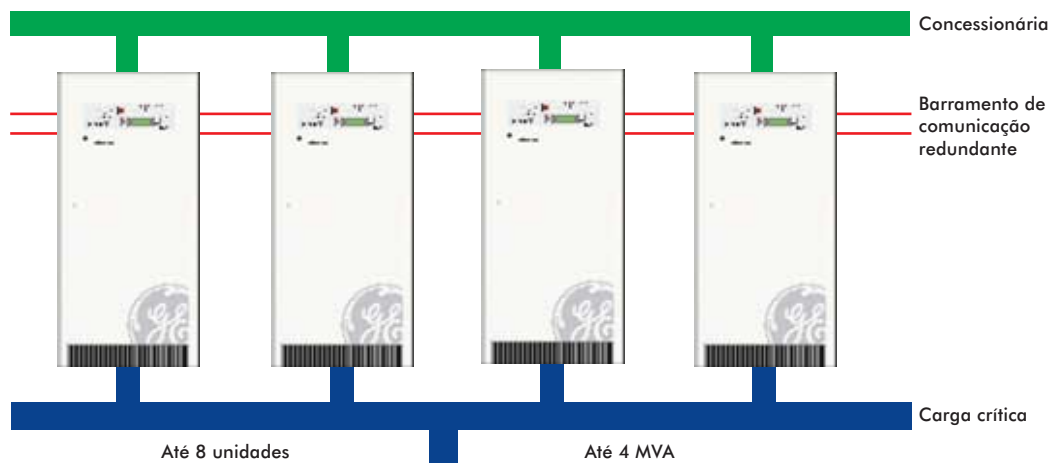 Concessionária
Barramento de
comunicação
redundante
Carga crítica
Até 8 unidades
Até 4 MVA